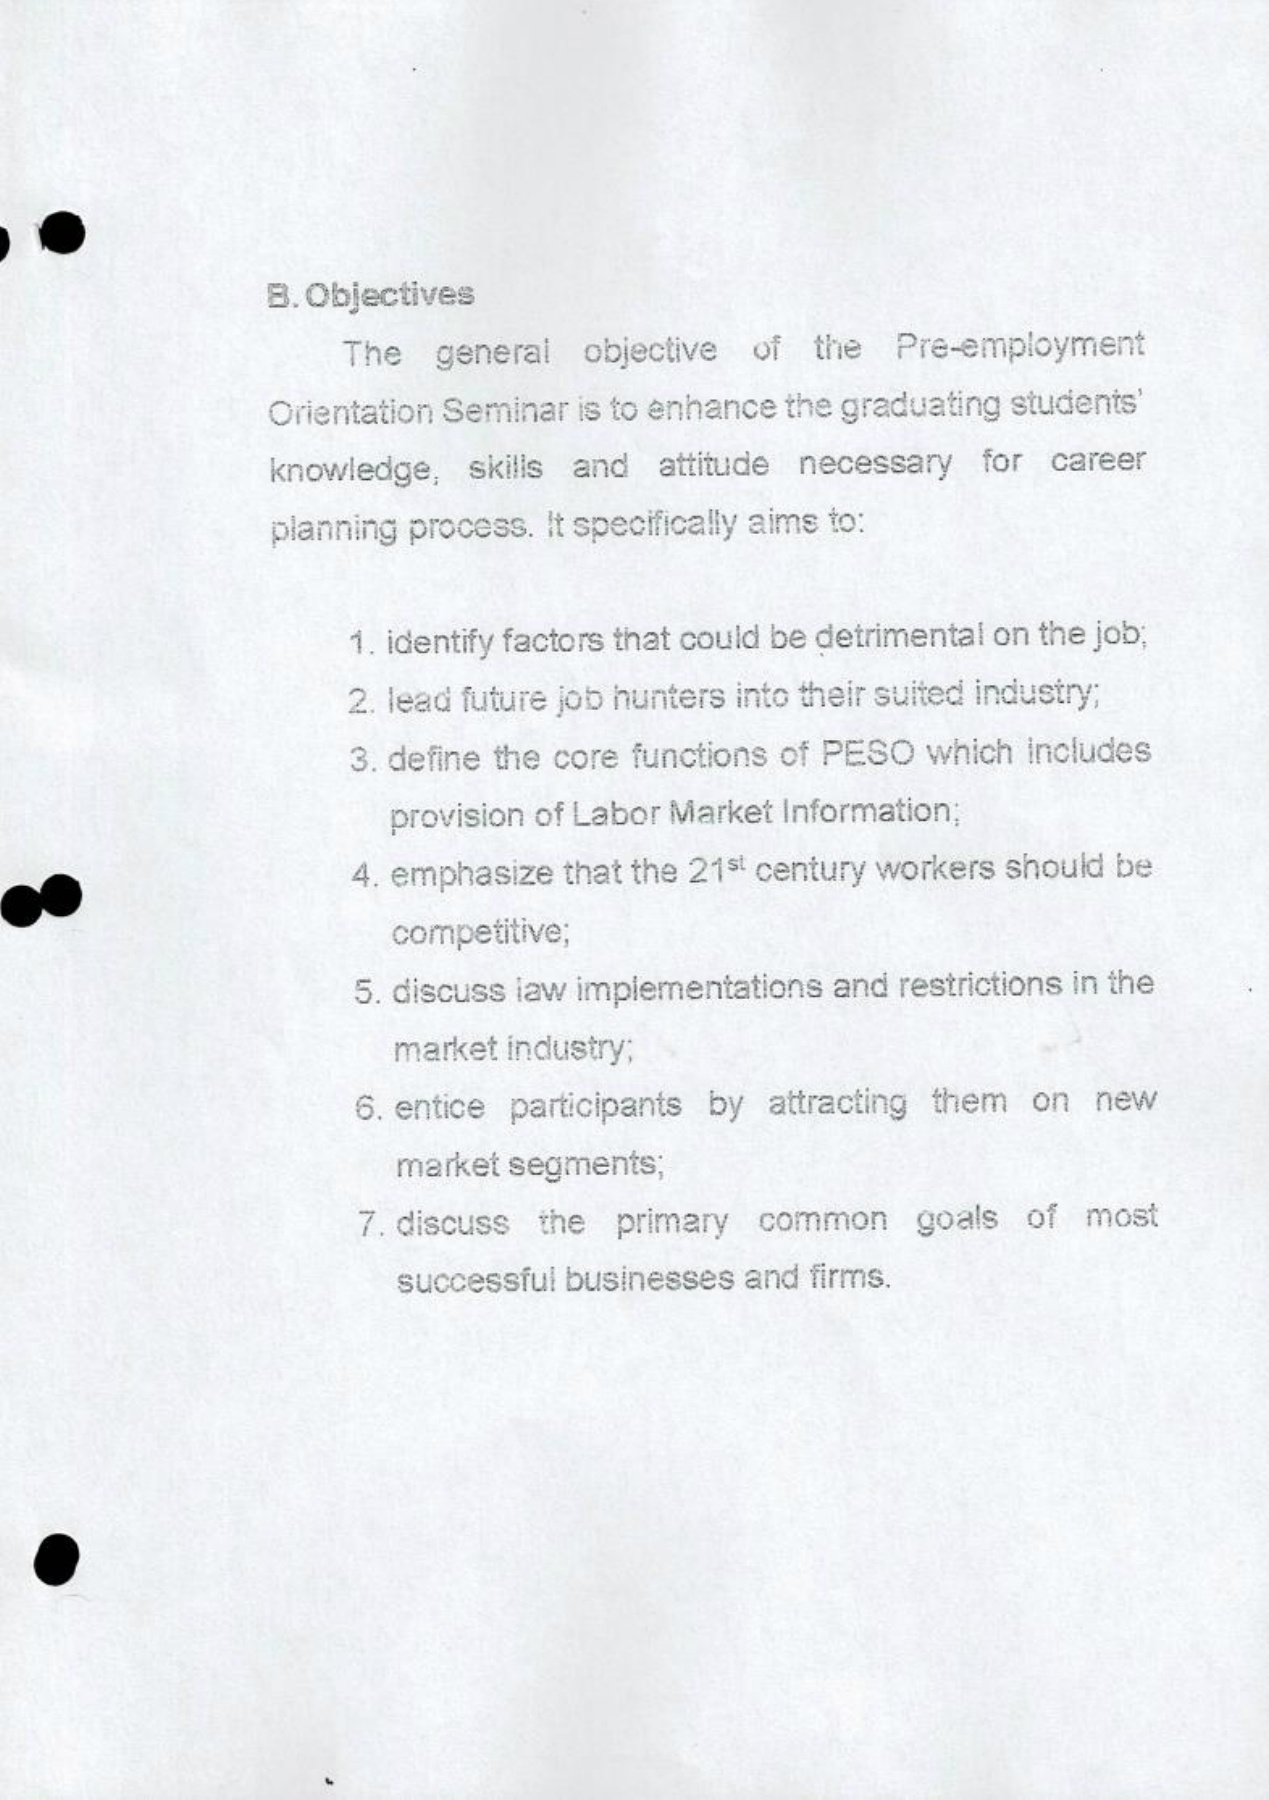 B. Objectives
The general objective of the Pre-employment
Orientation Seminar is to enhance the graduating students'
knowledge, skills and attitude necessary for career
planning process. It specifically aims to:
1. identify factors that could be detrimental on the job;
2. lead future job hunters into their suited industry;
3. define the core functions of PESO which includes
provision of Labor Market Information;
4. emphasize that the 21st century workers should be
competitive;
5. discuss law implementations and restrictions in the
market industry;
6. entice participants by attracting them on new
market segments;
7. discuss the primary common goals of most
successful businesses and firms.